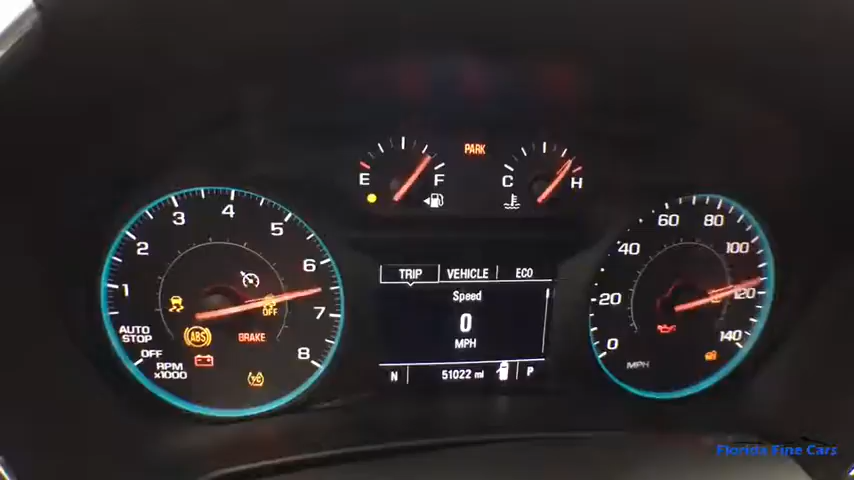 PARK
E F
C H
1 2 3 4 5 6 7 8
AUTO
STOP
OFF
RPM
x1000
OFF
ABS
BRAKE
TRIP VEHICLE ECO
Speed
0
MPH
N 51022 mi P
0 20 40 60 80 100 120 140
MPH
Florida Fine Cars